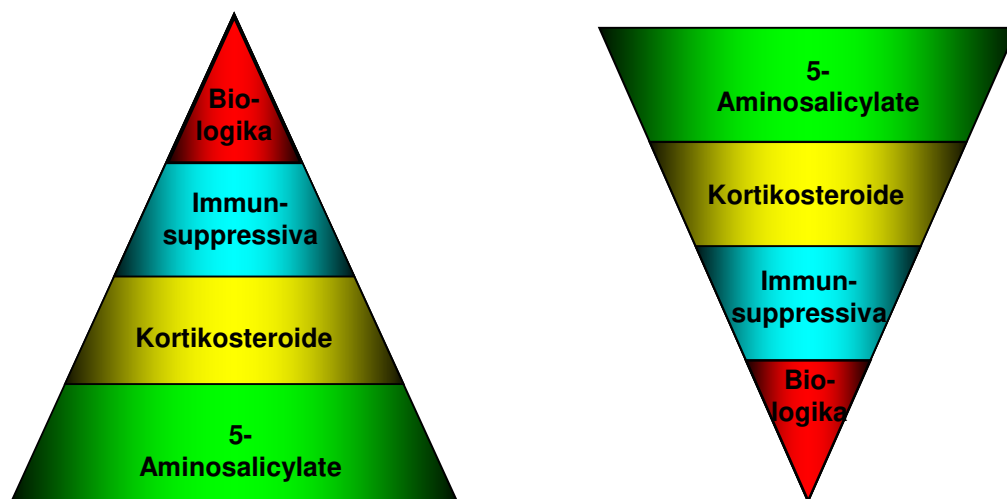 Bio-
logika
Immun-
suppressiva
Kortikosteroide
5-
Aminosalicylate
5-
Aminosalicylate
Kortikosteroide
Immun-
suppressiva
Bio-
logika